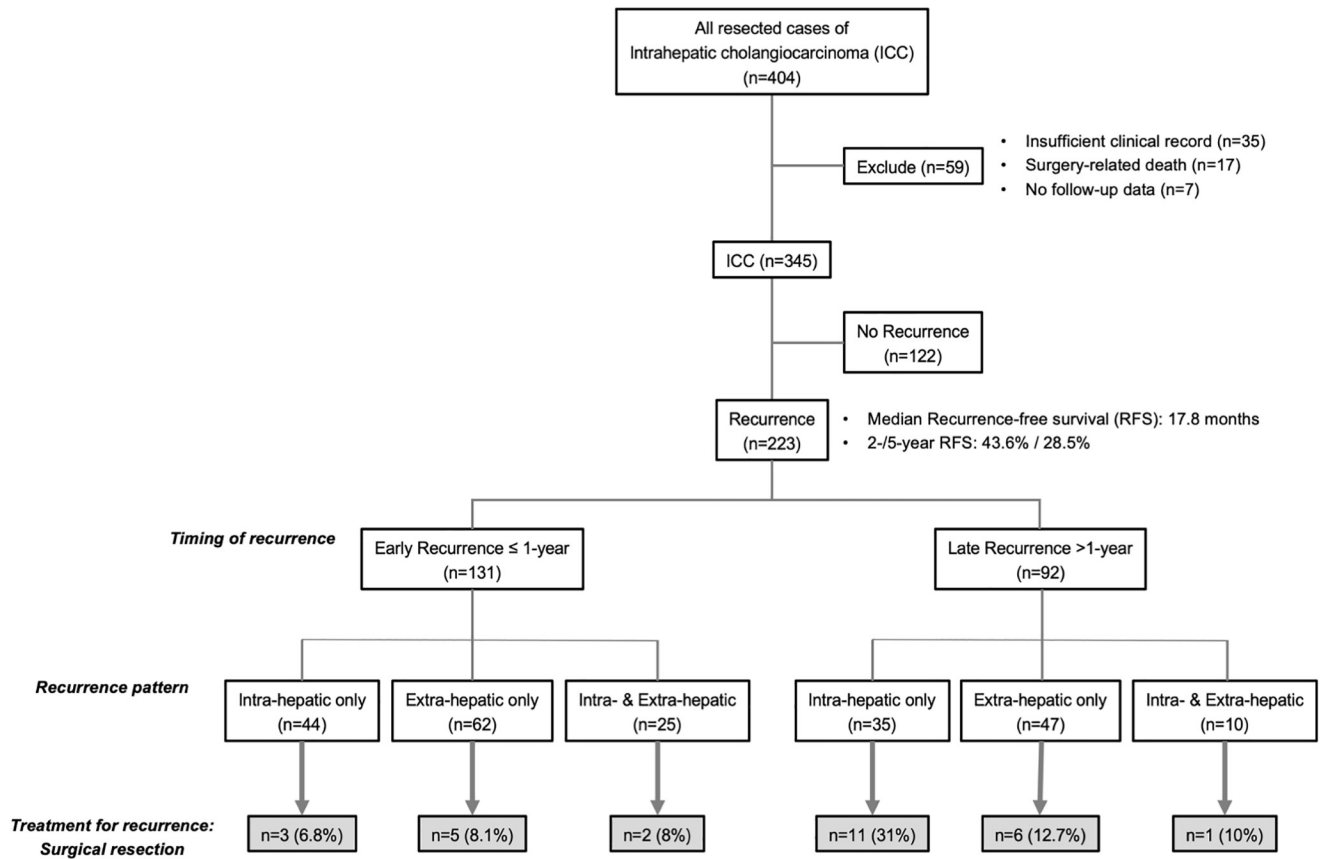 All resected cases of
Intrahepatic cholangiocarcinoma (ICC)
(n=404)
Exclude (n=59)
• Insufficient clinical record (n=35)
• Surgery-related death (n=17)
• No follow-up data (n=7)
ICC (n=345)
No Recurrence
(n=122)
Recurrence
(n=223)
• Median Recurrence-free survival (RFS): 17.8 months
• 2-/5-year RFS: 43.6% / 28.5%
Timing of recurrence
Early Recurrence ≤ 1-year
(n=131)
Late Recurrence >1-year
(n=92)
Recurrence pattern
Intra-hepatic only
(n=44)
Extra-hepatic only
(n=62)
Intra- & Extra-hepatic
(n=25)
Intra-hepatic only
(n=35)
Extra-hepatic only
(n=47)
Intra- & Extra-hepatic
(n=10)
Treatment for recurrence:
Surgical resection
n=3 (6.8%)
n=5 (8.1%)
n=2 (8%)
n=11 (31%)
n=6 (12.7%)
n=1 (10%)